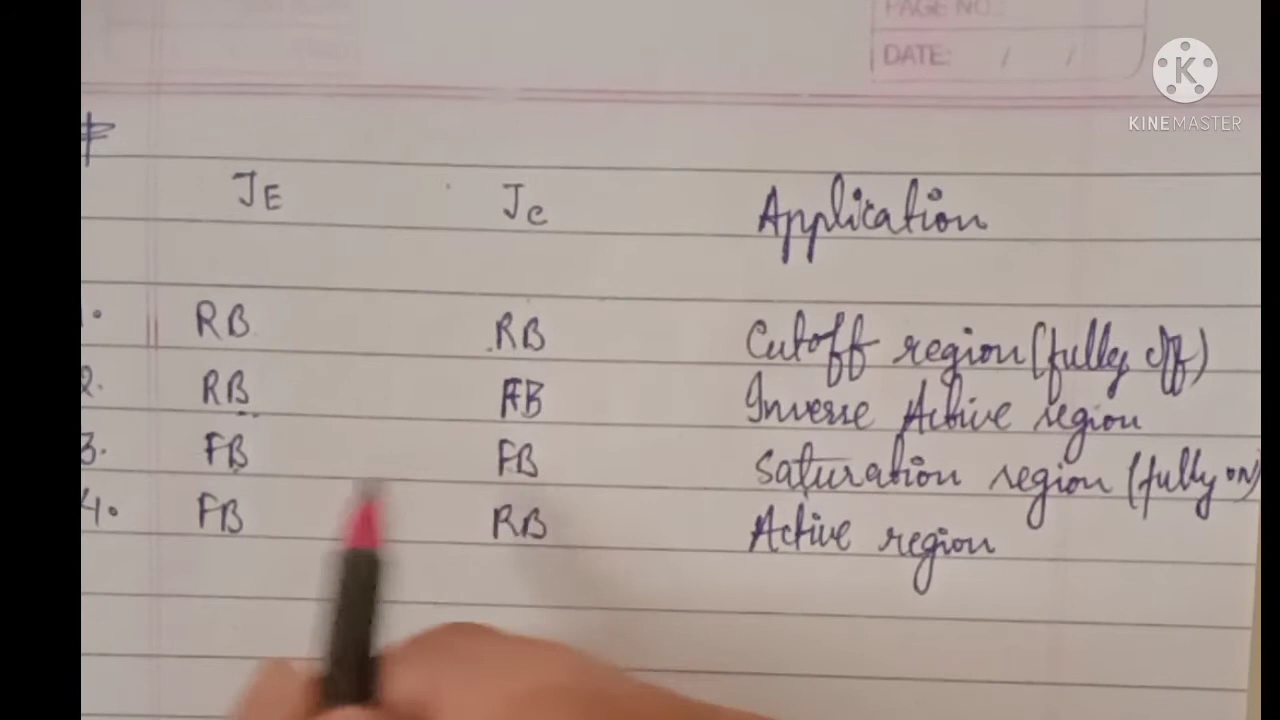 PAGE NO.:
DATE: / /
K
KINEMASTER
#
JE JC Application
1. RB RB Cutoff region (fully off)
2. RB FB Inverse Active region
3. FB FB Saturation region (fully ON)
4. FB RB Active region